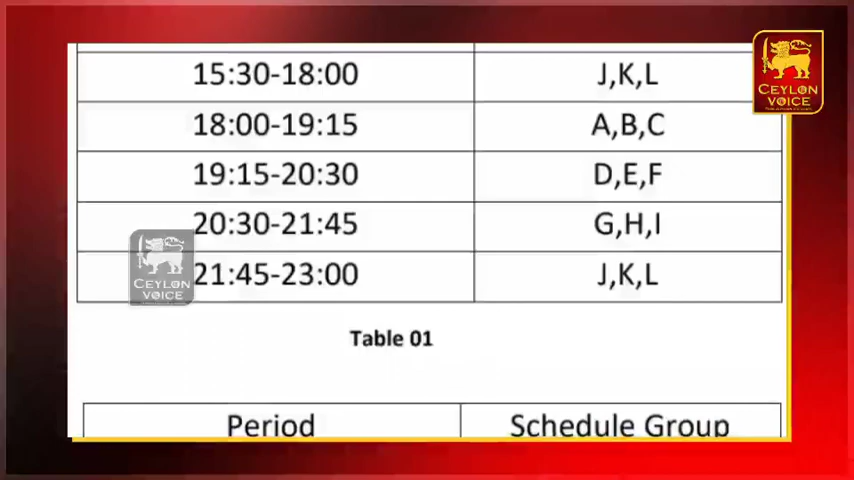 15:30-18:00 J,K,L
18:00-19:15 A,B,C
19:15-20:30 D,E,F
20:30-21:45 G,H,I
21:45-23:00 J,K,L
Table 01
Period Schedule Group
CEYLON
VOICE
CEYLON
VOICE